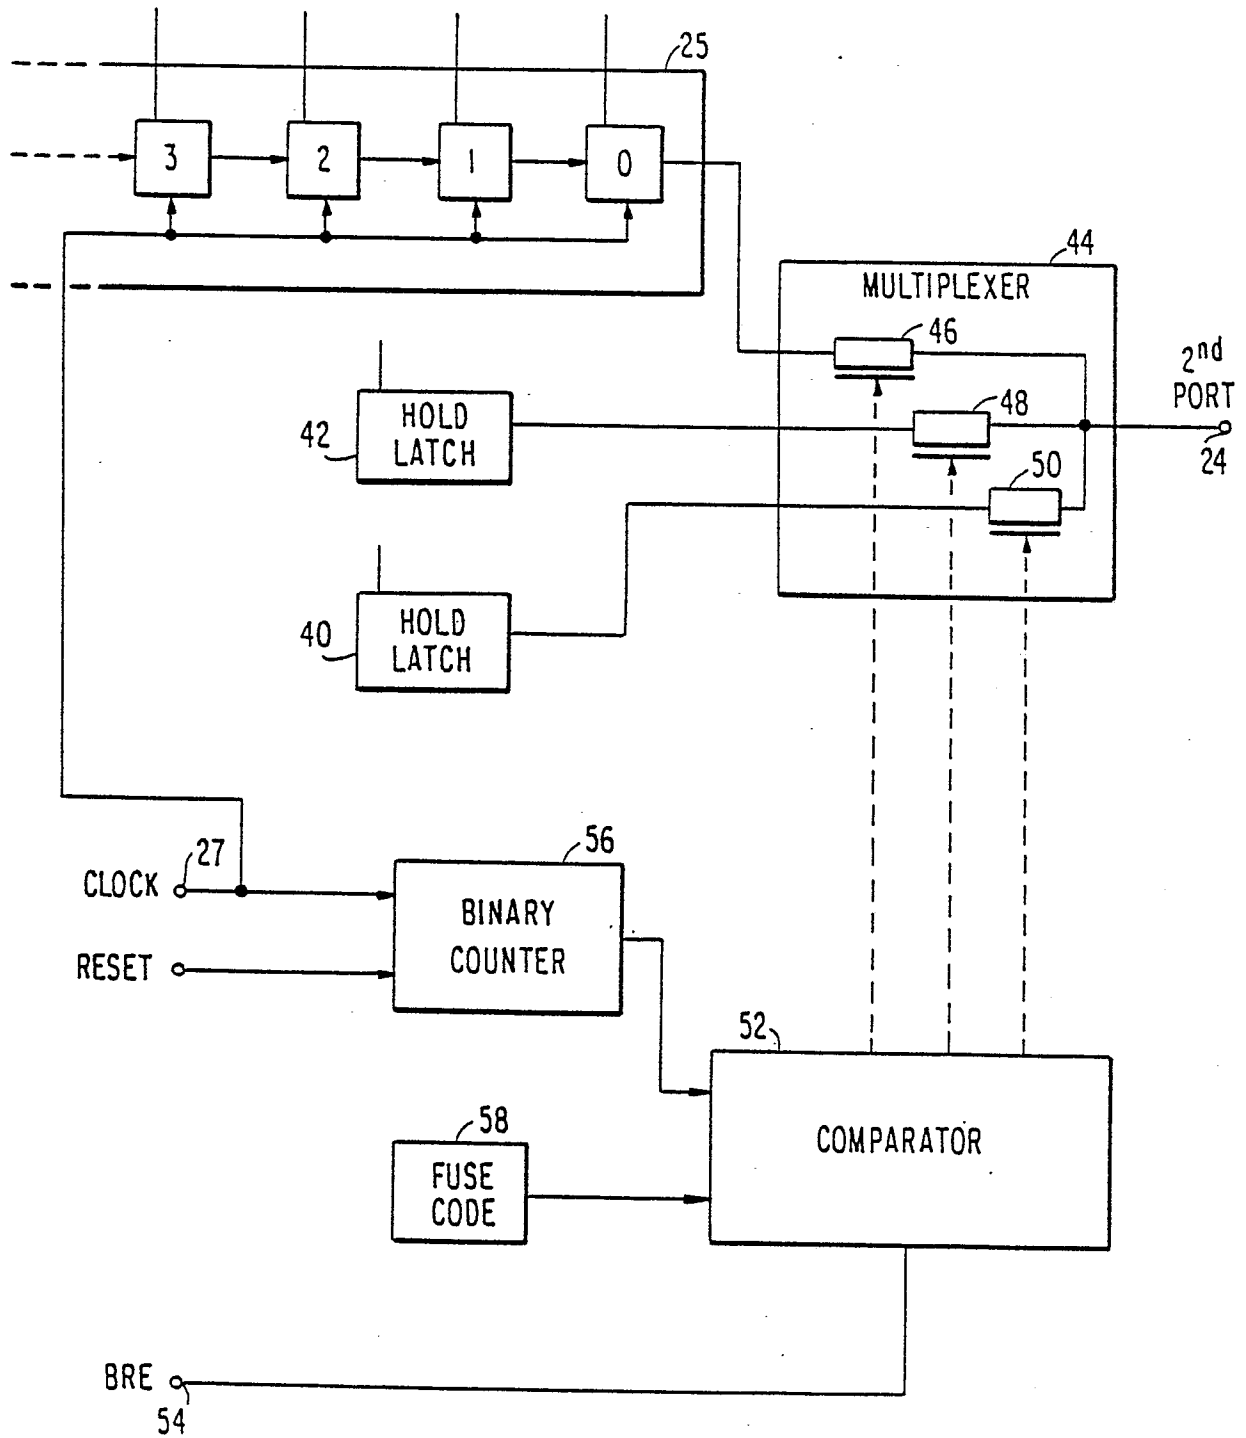 25
3 2 1 0
44
MULTIPLEXER
46
2nd
PORT
48
24
42
HOLD
LATCH
50
40
HOLD
LATCH
56
27
CLOCK
BINARY
COUNTER
RESET
52
58
COMPARATOR
FUSE
CODE
BRE
54